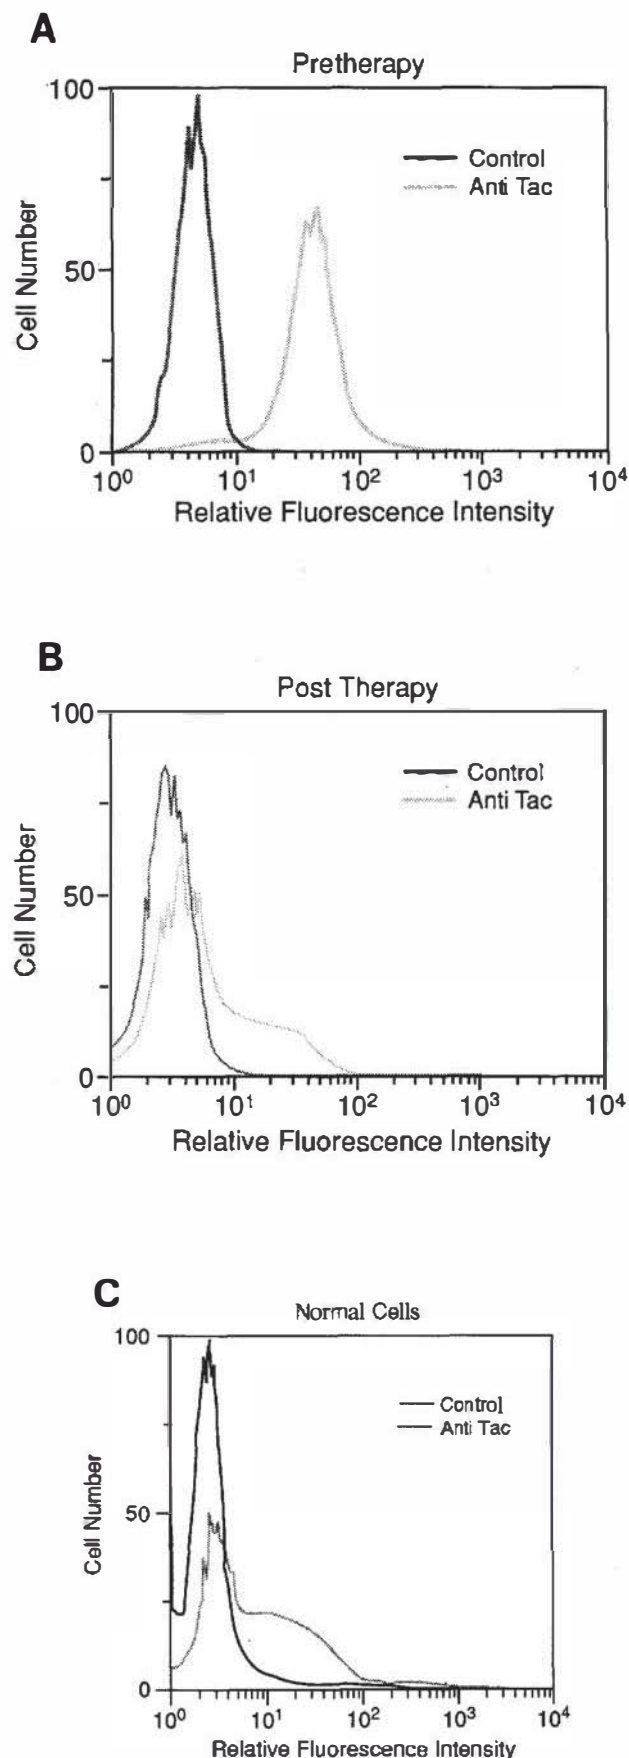 A
Pretherapy
100
Control
Anti Tac
50
Cell Number
0
10⁰ 10¹ 10² 10³ 10⁴
Relative Fluorescence Intensity
B
Post Therapy
100
Control
Anti Tac
50
Cell Number
0
10⁰ 10¹ 10² 10³ 10⁴
Relative Fluorescence Intensity
C
Normal Cells
100
Control
Anti Tac
50
Cell Number
0
10⁰ 10¹ 10² 10³ 10⁴
Relative Fluorescence Intensity